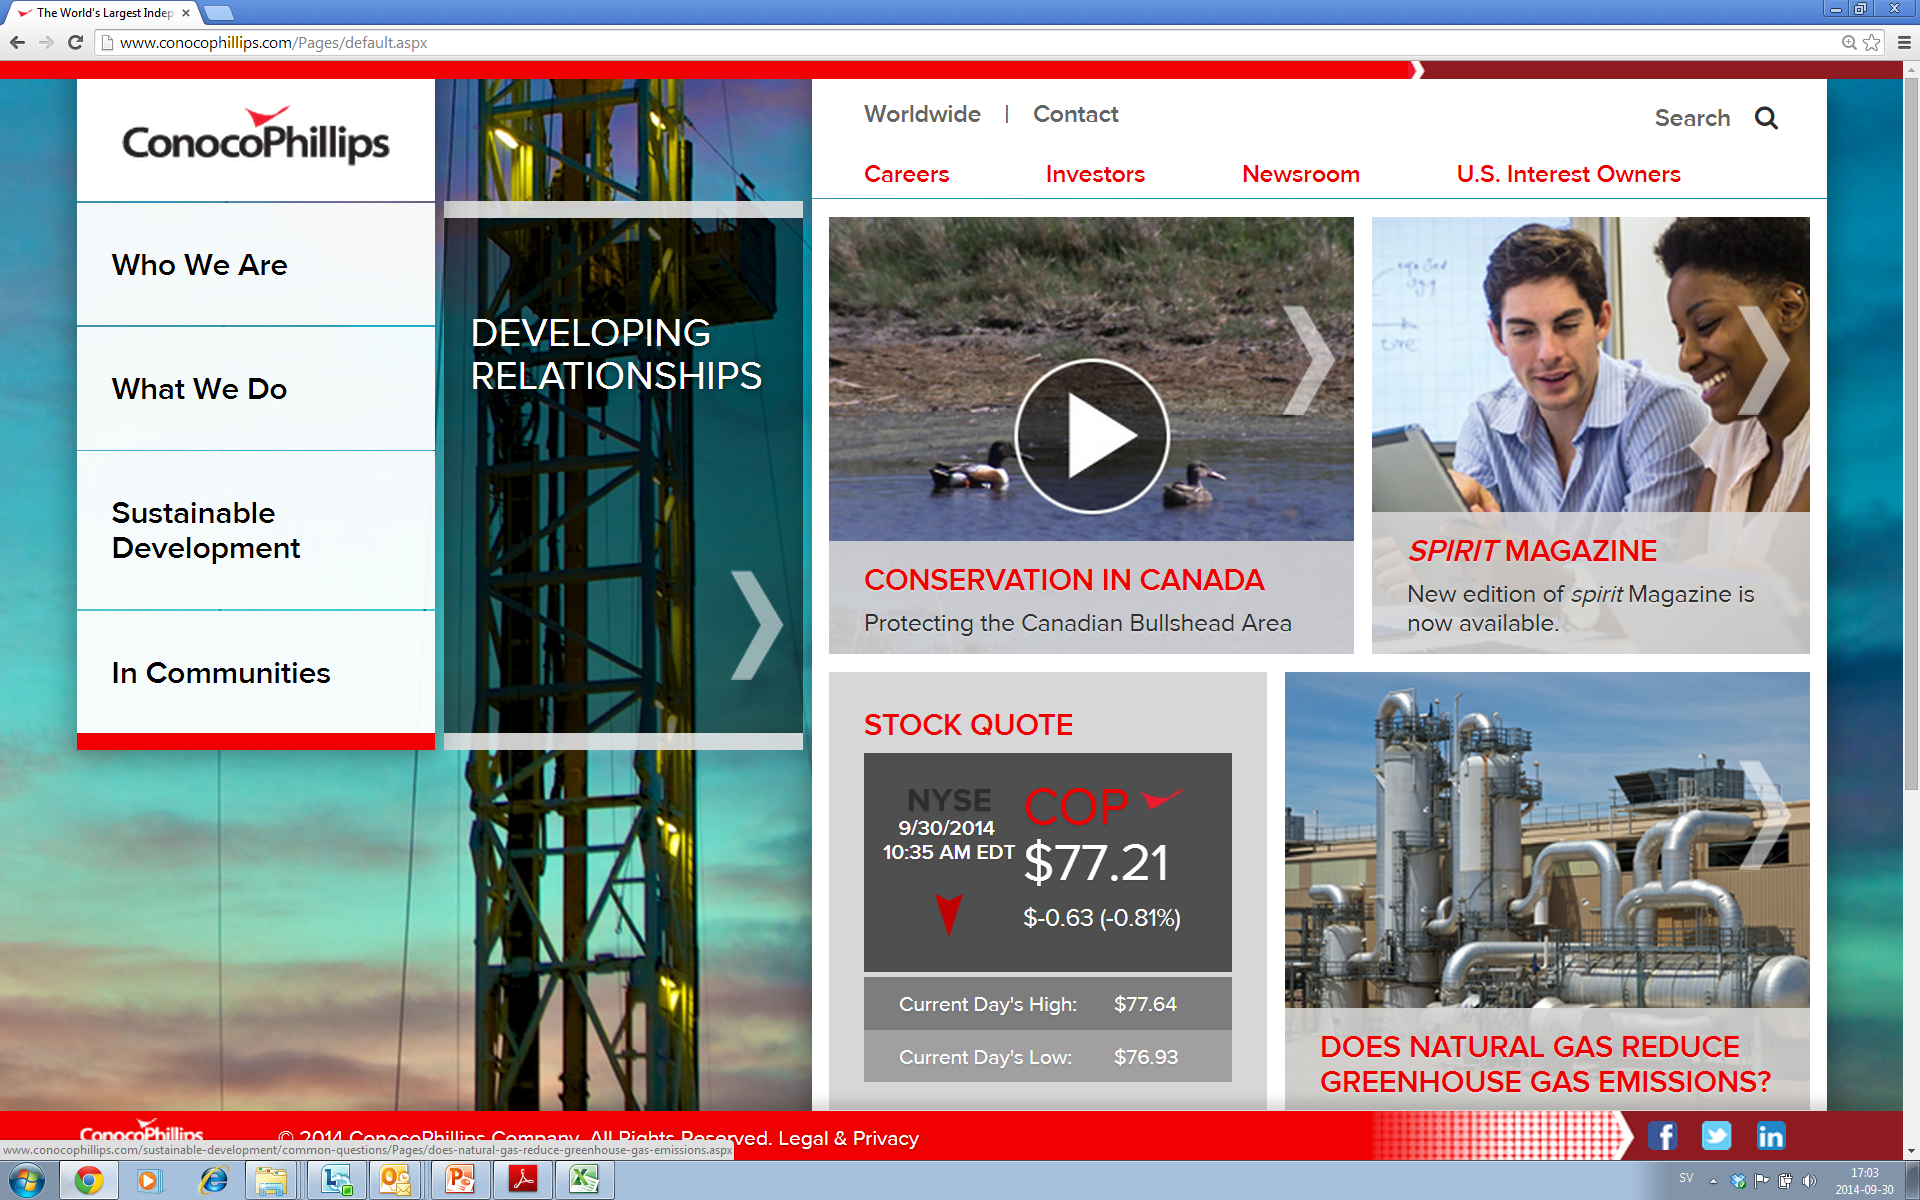 The World's Largest Indep
www.conocophillips.com/Pages/default.aspx
ConocoPhillips
Who We Are
What We Do
Sustainable
Development
In Communities
DEVELOPING
RELATIONSHIPS
Worldwide | Contact
Search
Careers
Investors
Newsroom
U.S. Interest Owners
CONSERVATION IN CANADA
Protecting the Canadian Bullshead Area
time
SPIRIT MAGAZINE
New edition of spirit Magazine is
now available.
STOCK QUOTE
NYSE
9/30/2014
10:35 AM EDT
COP
$77.21
$-0.63 (-0.81%)
Current Day's High: $77.64
Current Day's Low: $76.93
DOES NATURAL GAS REDUCE
GREENHOUSE GAS EMISSIONS?
ConocoPhillips
© 2014 ConocoPhillips Company. All Rights Reserved. Legal & Privacy
www.conocophillips.com/sustainable-development/common-questions/Pages/does-natural-gas-reduce-greenhouse-gas-emissions.aspx
SV
17:03
2014-09-30